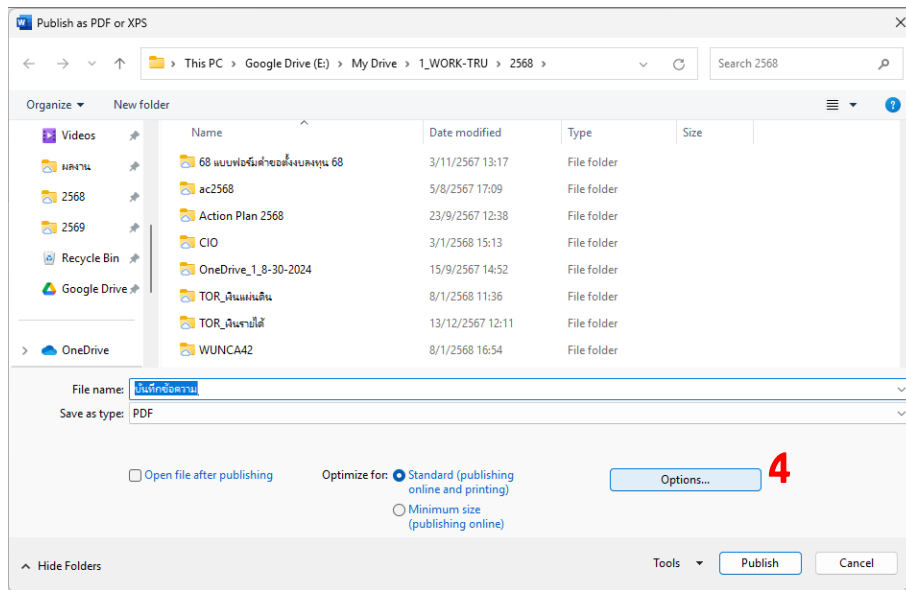 Publish as PDF or XPS
This PC > Google Drive (E:) > My Drive > 1_WORK-TRU > 2568 >
Search 2568
Organize
New folder
Videos
ผลงาน
2568
2569
Recycle Bin
Google Drive
OneDrive
Name Date modified Type Size
68 แบบฟอร์มคำขอตั้งงบลงทุน 68 3/11/2567 13:17 File folder
ac2568 5/8/2567 17:09 File folder
Action Plan 2568 23/9/2567 12:38 File folder
CIO 3/1/2568 15:13 File folder
OneDrive_1_8-30-2024 15/9/2567 14:52 File folder
TOR_เงินแผ่นดิน 8/1/2568 11:36 File folder
TOR_เงินรายได้ 13/12/2567 12:11 File folder
WUNCA42 8/1/2568 16:54 File folder
File name: บันทึกข้อความ
Save as type: PDF
Open file after publishing
Optimize for: Standard (publishing
online and printing)
Minimum size
(publishing online)
Options... 4
Hide Folders
Tools Publish Cancel